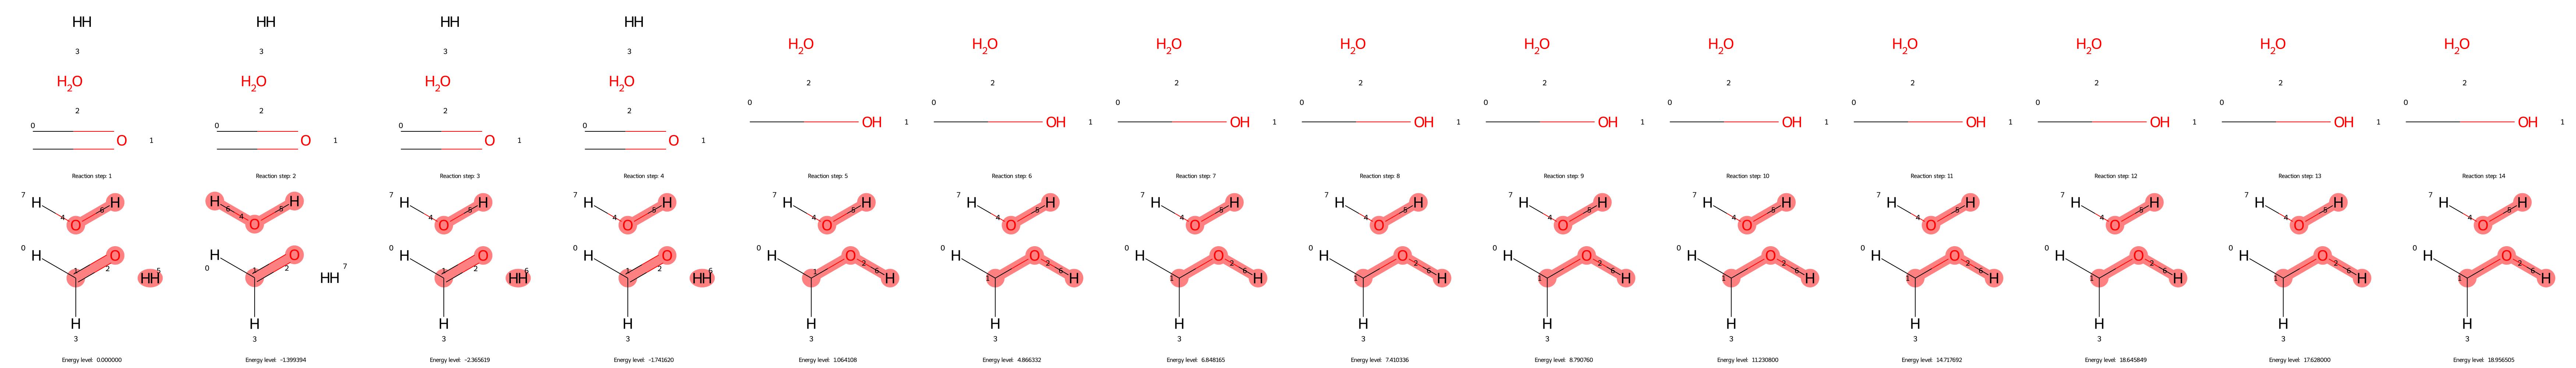 HH
3
H₂O
2
0
O 1
Reaction step: 1
7 H H
4 6
O
0 H O
1 2 HH 5
H
3
Energy level: 0.000000
HH
3
H₂O
2
0
O 1
Reaction step: 2
H H
6 4 5
O
H O
0 1 2 HH 7
H
3
Energy level: -1.399394
HH
3
H₂O
2
0
O 1
Reaction step: 3
7 H H
4 5
O
0 H O
1 2 HH 6
H
3
Energy level: -2.365619
HH
3
H₂O
2
0
O 1
Reaction step: 4
7 H H
4 5
O
0 H O
1 2 HH 6
H
3
Energy level: -1.741620
H₂O
2
0
OH 1
Reaction step: 5
7 H H
4 5
O
0 H O
1 2 6 H
H
3
Energy level: 1.064108
H₂O
2
0
OH 1
Reaction step: 6
7 H H
4 5
O
0 H O
1 2 6 H
H
3
Energy level: 4.866332
H₂O
2
0
OH 1
Reaction step: 7
7 H H
4 5
O
0 H O
1 2 6 H
H
3
Energy level: 6.848165
H₂O
2
0
OH 1
Reaction step: 8
7 H H
4 5
O
0 H O
1 2 6 H
H
3
Energy level: 7.410336
H₂O
2
0
OH 1
Reaction step: 9
7 H H
4 5
O
0 H O
1 2 6 H
H
3
Energy level: 8.790760
H₂O
2
0
OH 1
Reaction step: 10
7 H H
4 5
O
0 H O
1 2 6 H
H
3
Energy level: 11.230800
H₂O
2
0
OH 1
Reaction step: 11
7 H H
4 5
O
0 H O
1 2 6 H
H
3
Energy level: 14.717692
H₂O
2
0
OH 1
Reaction step: 12
7 H H
4 5
O
0 H O
1 2 6 H
H
3
Energy level: 18.645849
H₂O
2
0
OH 1
Reaction step: 13
7 H H
4 5
O
0 H O
1 2 6 H
H
3
Energy level: 17.628000
H₂O
2
0
OH 1
Reaction step: 14
7 H H
4 5
O
0 H O
1 2 6 H
H
3
Energy level: 18.956505